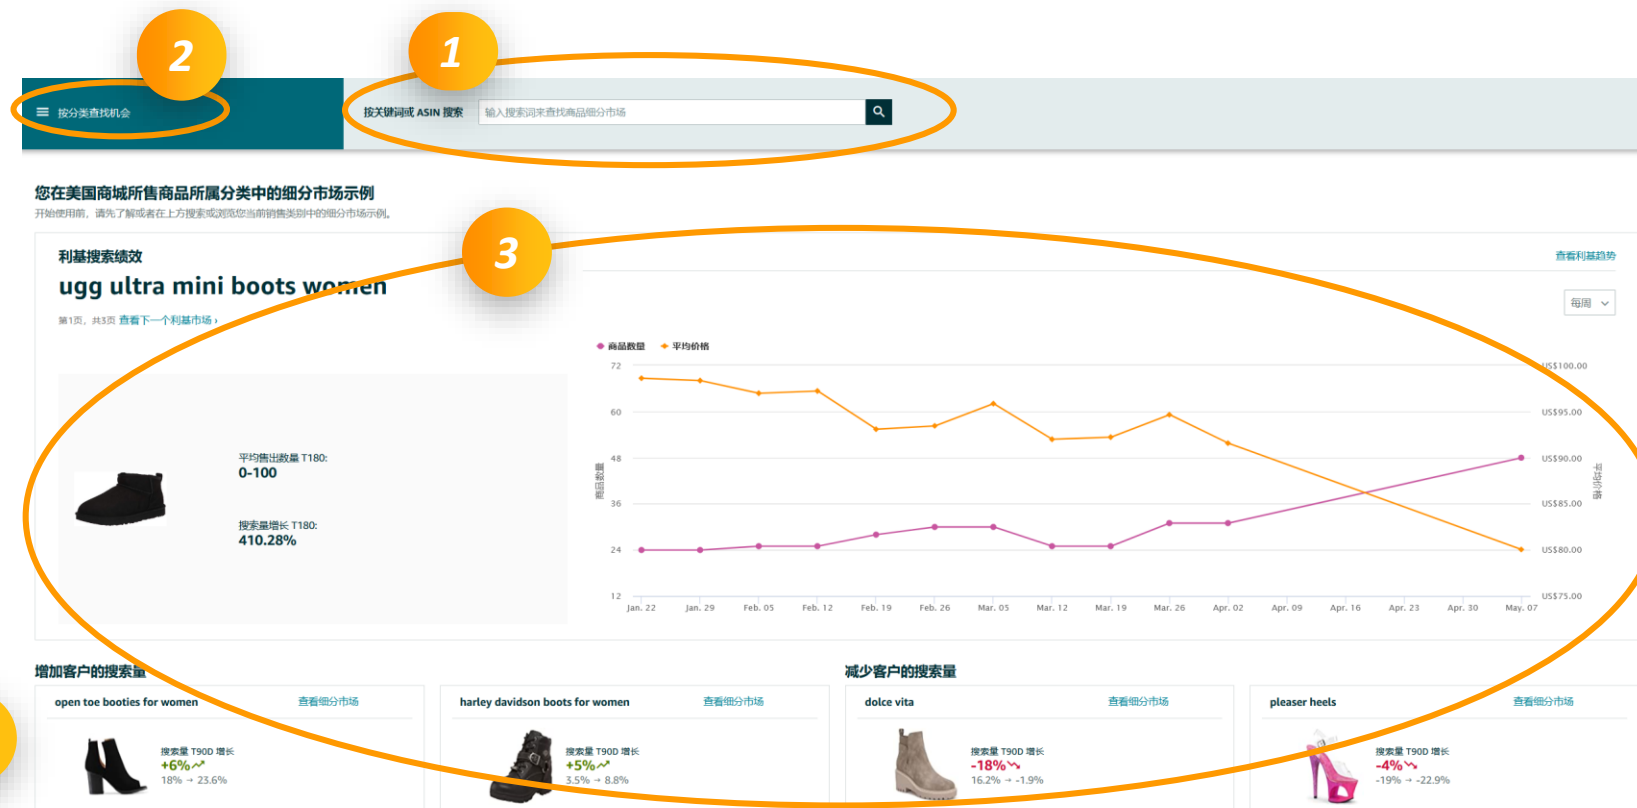 2
1
按分类查找机会
按关键词或 ASIN 搜索
输入搜索词来查找商品细分市场
您在美国商城所售商品所属分类中的细分市场示例
开始使用前，请先了解或者在上方搜索或浏览您当前销售类别中的细分市场示例。
3
利基搜索绩效
查看利基趋势
ugg ultra mini boots women
每周
第1页，共3页 查看下一个利基市场 ›
商品数量 平均价格
72
US$100.00
60
US$95.00
48
US$90.00
36
US$85.00
24
US$80.00
12
US$75.00
商品数量
平均价格
Jan. 22 Jan. 29 Feb. 05 Feb. 12 Feb. 19 Feb. 26 Mar. 05 Mar. 12 Mar. 19 Mar. 26 Apr. 02 Apr. 09 Apr. 16 Apr. 23 Apr. 30 May. 07
平均售出数量 T180:
0-100
搜索量增长 T180:
410.28%
增加客户的搜索量
减少客户的搜索量
open toe booties for women
查看细分市场
搜索量 T90D 增长
+6%
18% → 23.6%
harley davidson boots for women
查看细分市场
搜索量 T90D 增长
+5%
3.5% → 8.8%
dolce vita
查看细分市场
搜索量 T90D 增长
-18%
16.2% → -1.9%
pleaser heels
查看细分市场
搜索量 T90D 增长
-4%
-19% → -22.9%